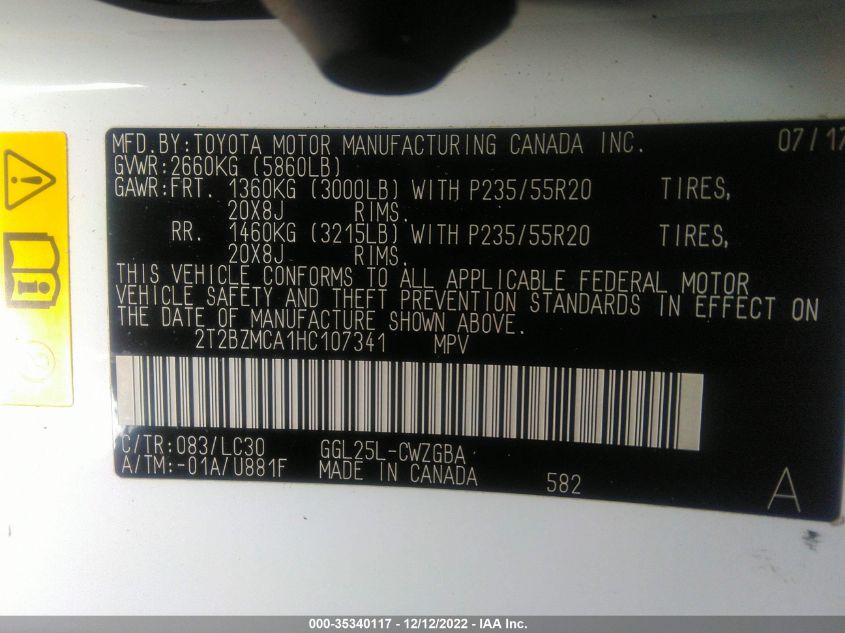 MFD.BY:TOYOTA MOTOR MANUFACTURING CANADA INC. 07/17
GVWR:2660KG (5860LB)
GAWR:FRT. 1360KG (3000LB) WITH P235/55R20 TIRES,
20X8J RIMS.
RR. 1460KG (3215LB) WITH P235/55R20 TIRES,
20X8J RIMS.
THIS VEHICLE CONFORMS TO ALL APPLICABLE FEDERAL MOTOR
VEHICLE SAFETY AND THEFT PREVENTION STANDARDS IN EFFECT ON
THE DATE OF MANUFACTURE SHOWN ABOVE.
2T2BZMCA1HC107341 MPV
C/TR:083/LC30 GGL25L-CWZGBA
A/TM:-01A/U881F MADE IN CANADA 582 A
000-35340117 - 12/12/2022 - IAA Inc.